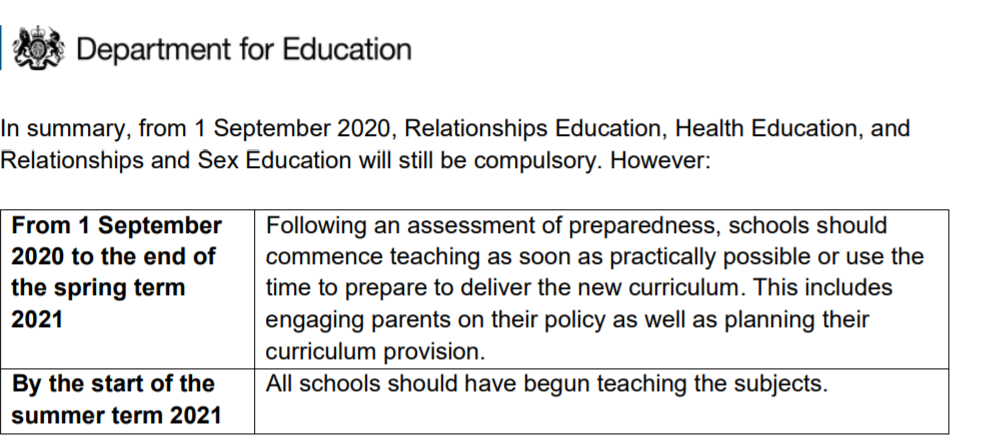 Department for Education
In summary, from 1 September 2020, Relationships Education, Health Education, and
Relationships and Sex Education will still be compulsory. However:
From 1 September
2020 to the end of
the spring term
2021
Following an assessment of preparedness, schools should
commence teaching as soon as practically possible or use the
time to prepare to deliver the new curriculum. This includes
engaging parents on their policy as well as planning their
curriculum provision.
By the start of the
summer term 2021
All schools should have begun teaching the subjects.